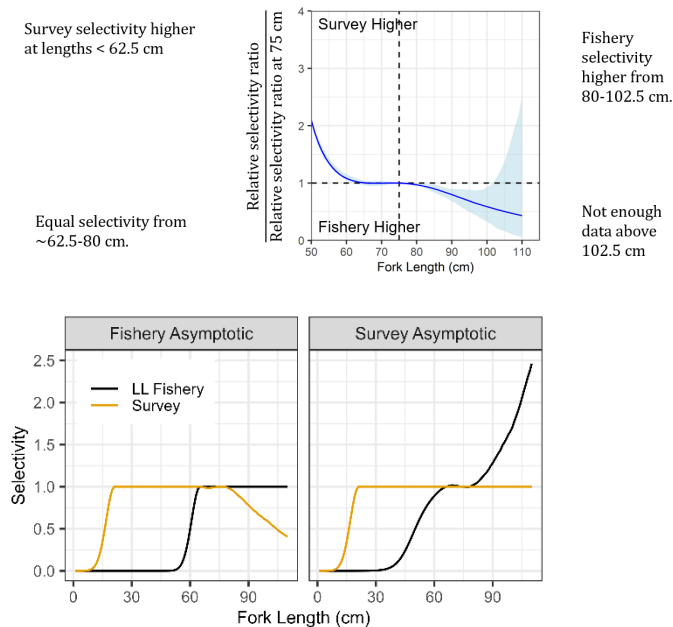 Survey selectivity higher
at lengths < 62.5 cm
Equal selectivity from
~62.5-80 cm.
Relative selectivity ratio
Relative selectivity ratio at 75 cm
4
3
2
1
0
Survey Higher
Fishery Higher
50 60 70 80 90 100 110
Fork Length (cm)
Fishery
selectivity
higher from
80-102.5 cm.
Not enough
data above
102.5 cm
Fishery Asymptotic
Survey Asymptotic
Selectivity
2.5
2.0
1.5
1.0
0.5
0.0
LL Fishery
Survey
0 30 60 90
0 30 60 90
Fork Length (cm)